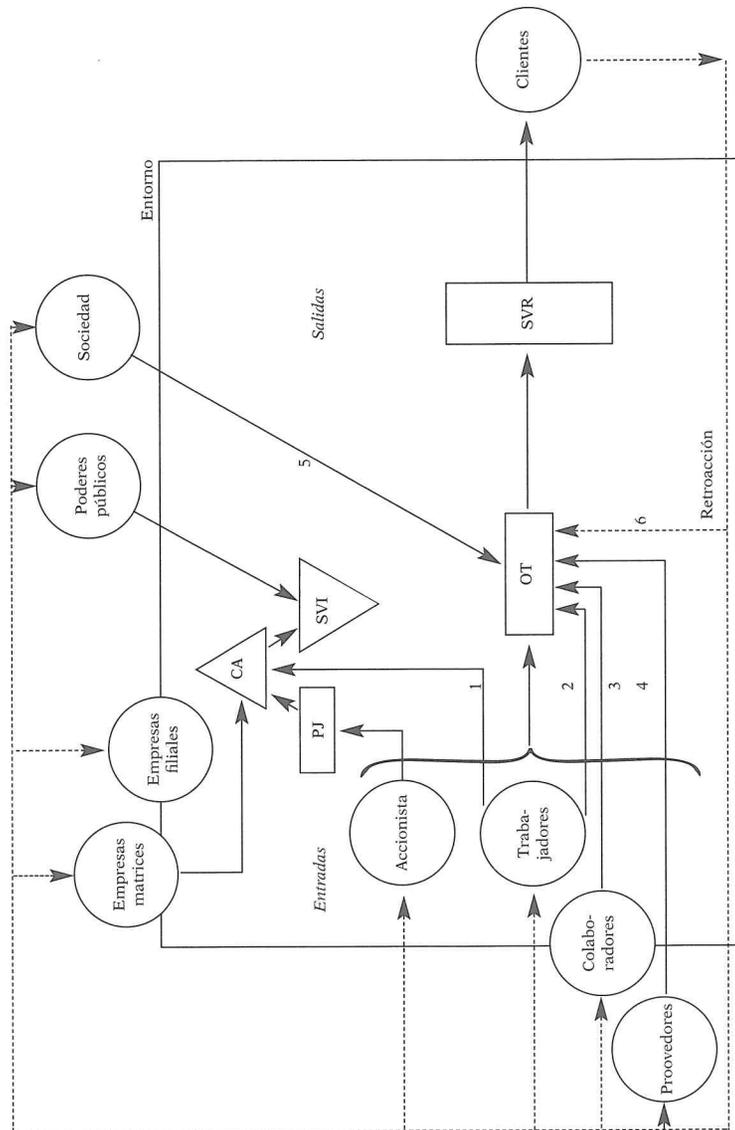 Sociedad
Poderes
públicos
Empresas
filiales
Empresas
matrices
Entorno
Clientes
Salidas
Entradas
CA
SVI
PJ
Accionista
Traba-
jadores
Colabo-
radores
Proovedores
OT
SVR
1
2
3
4
5
6
Retroacción